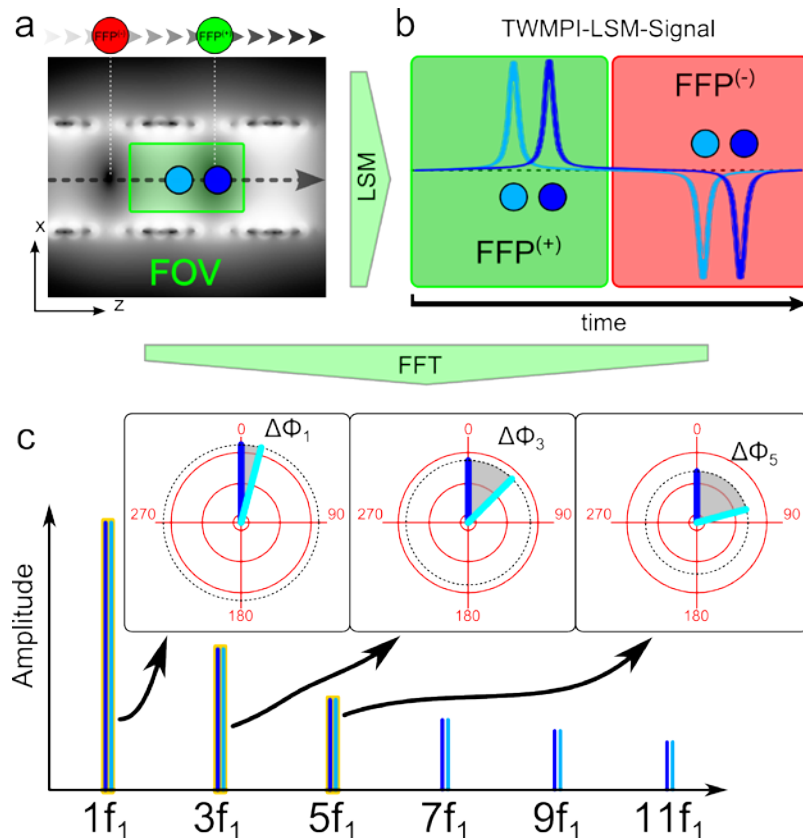 a
FFP(-)
FFP(+)
x
z
FOV
LSM
b
TWMPI-LSM-Signal
FFP(-)
FFP(+)
time
FFT
c
0
90
180
270
ΔΦ1
0
90
180
270
ΔΦ3
0
90
180
270
ΔΦ5
Amplitude
1f1
3f1
5f1
7f1
9f1
11f1